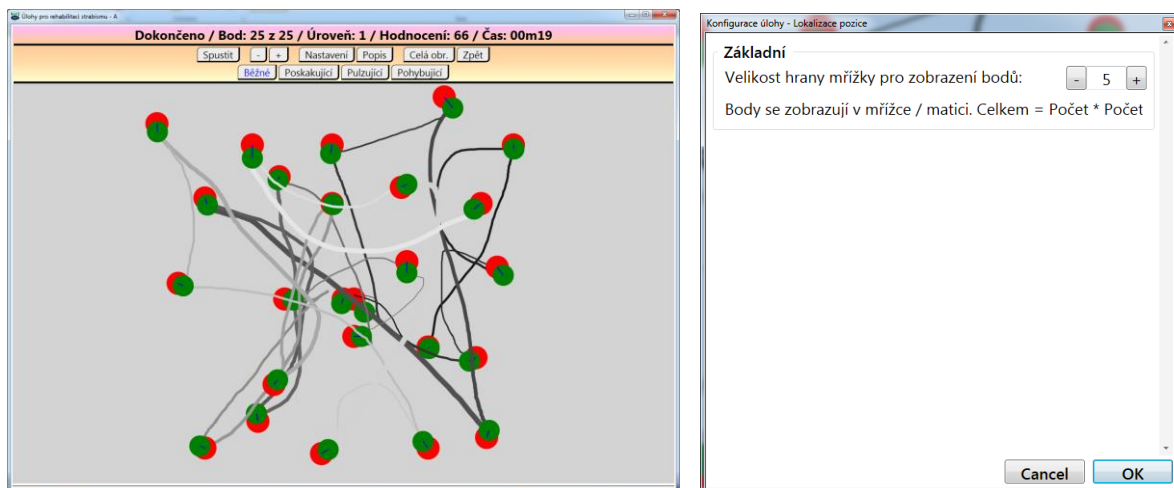 Úlohy pro rehabilitaci strabismu - A
Dokončeno / Bod: 25 z 25 / Úroveň: 1 / Hodnocení: 66 / Čas: 00m19
Spustit - + Nastavení Popis Celá obr. Zpět
Běžné Poskakující Pulzující Pohybující
Konfigurace úlohy - Lokalizace pozice
Základní
Velikost hrany mřížky pro zobrazení bodů: - 5 +
Body se zobrazují v mřížce / matici. Celkem = Počet * Počet
Cancel OK